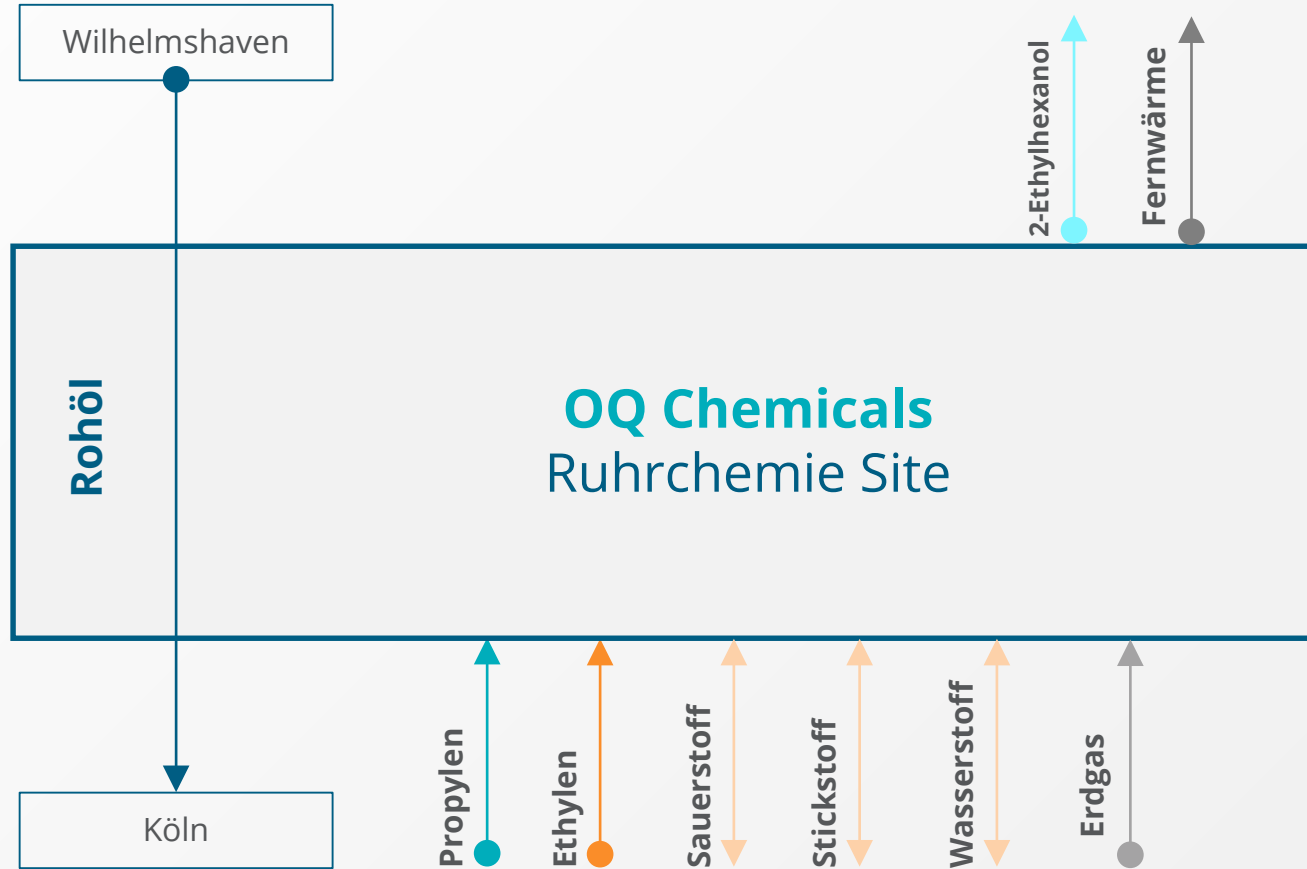 Wilhelmshaven
2-Ethylhexanol
Fernwärme
Rohöl
OQ Chemicals
Ruhrchemie Site
Propylen
Ethylen
Sauerstoff
Stickstoff
Wasserstoff
Erdgas
Köln